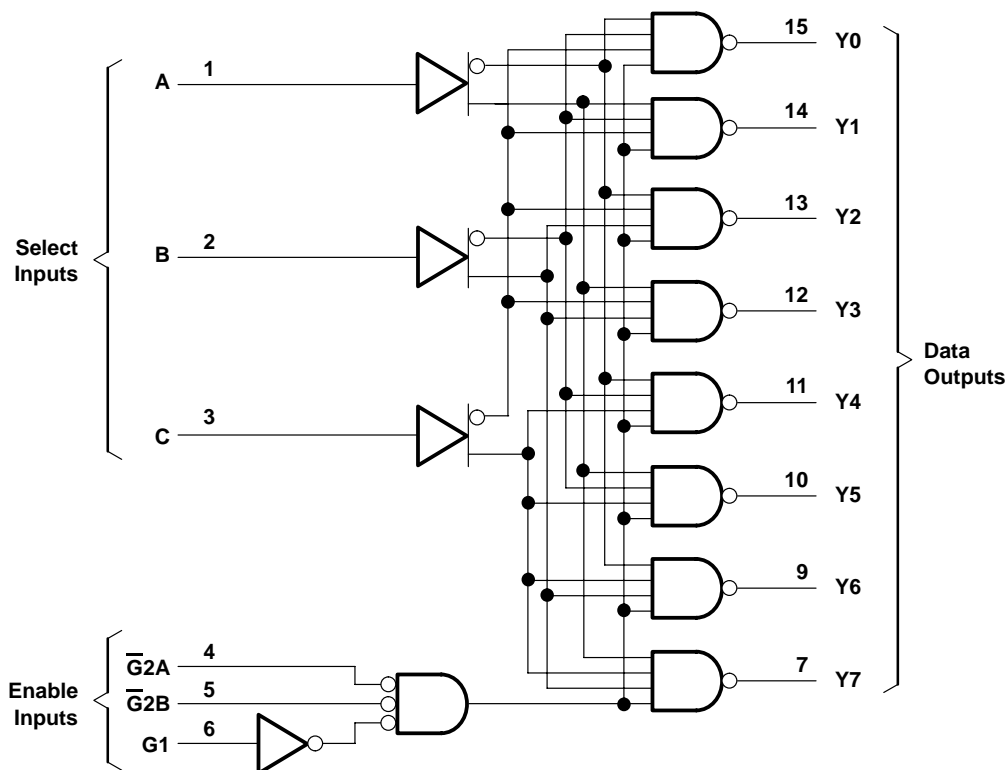 Select
Inputs
A 1
B 2
C 3
Enable
Inputs
G̅2A 4
G̅2B 5
G1 6
15 Y0
14 Y1
13 Y2
12 Y3
11 Y4
10 Y5
9 Y6
7 Y7
Data
Outputs